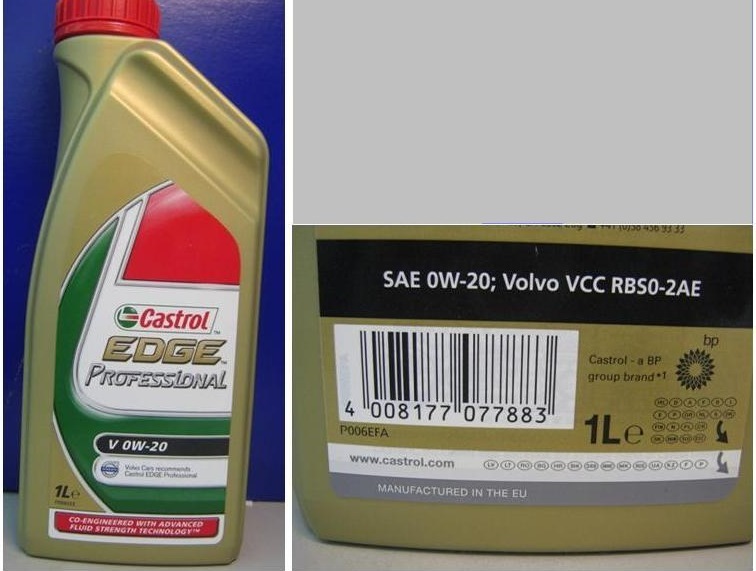 Castrol
EDGE
PROFESSIONAL
V 0W-20
Volvo Cars recommends
Castrol EDGE Professional
1L e
CO-ENGINEERED WITH ADVANCED
FLUID STRENGTH TECHNOLOGY™
SAE 0W-20; Volvo VCC RBS0-2AE
bp
Castrol - a BP
group brand*1
4 008177 077883
P006EFA
1L e
www.castrol.com
MANUFACTURED IN THE EU